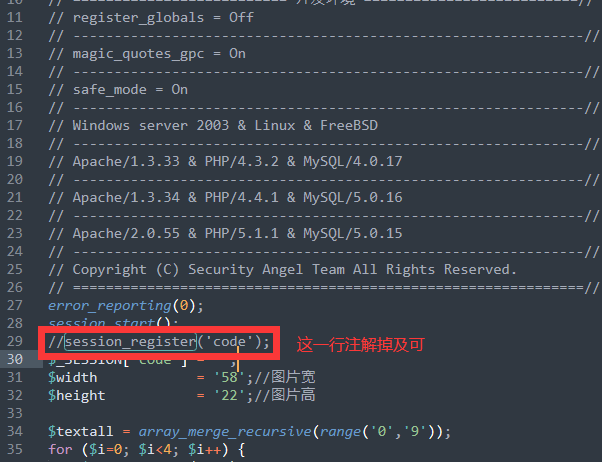 // =========================== 开发环境 ===========================//
11 // register_globals = Off
12 // ---------------------------------------------------------------//
13 // magic_quotes_gpc = On
14 // ---------------------------------------------------------------//
15 // safe_mode = On
16 // ---------------------------------------------------------------//
17 // Windows server 2003 & Linux & FreeBSD
18 // ---------------------------------------------------------------//
19 // Apache/1.3.33 & PHP/4.3.2 & MySQL/4.0.17
20 // ---------------------------------------------------------------//
21 // Apache/1.3.34 & PHP/4.4.1 & MySQL/5.0.16
22 // ---------------------------------------------------------------//
23 // Apache/2.0.55 & PHP/5.1.1 & MySQL/5.0.15
24 // ---------------------------------------------------------------//
25 // Copyright (C) Security Angel Team All Rights Reserved.
26 // ===============================================================//
27 error_reporting(0);
28 session_start();
29 //session_register('code'); 这一行注解掉及可
30 $_SESSION['code'] = '';
31 $width = '58';//图片宽
32 $height = '22';//图片高
33
34 $textall = array_merge_recursive(range('0','9'));
35 for ($i=0; $i<4; $i++) {